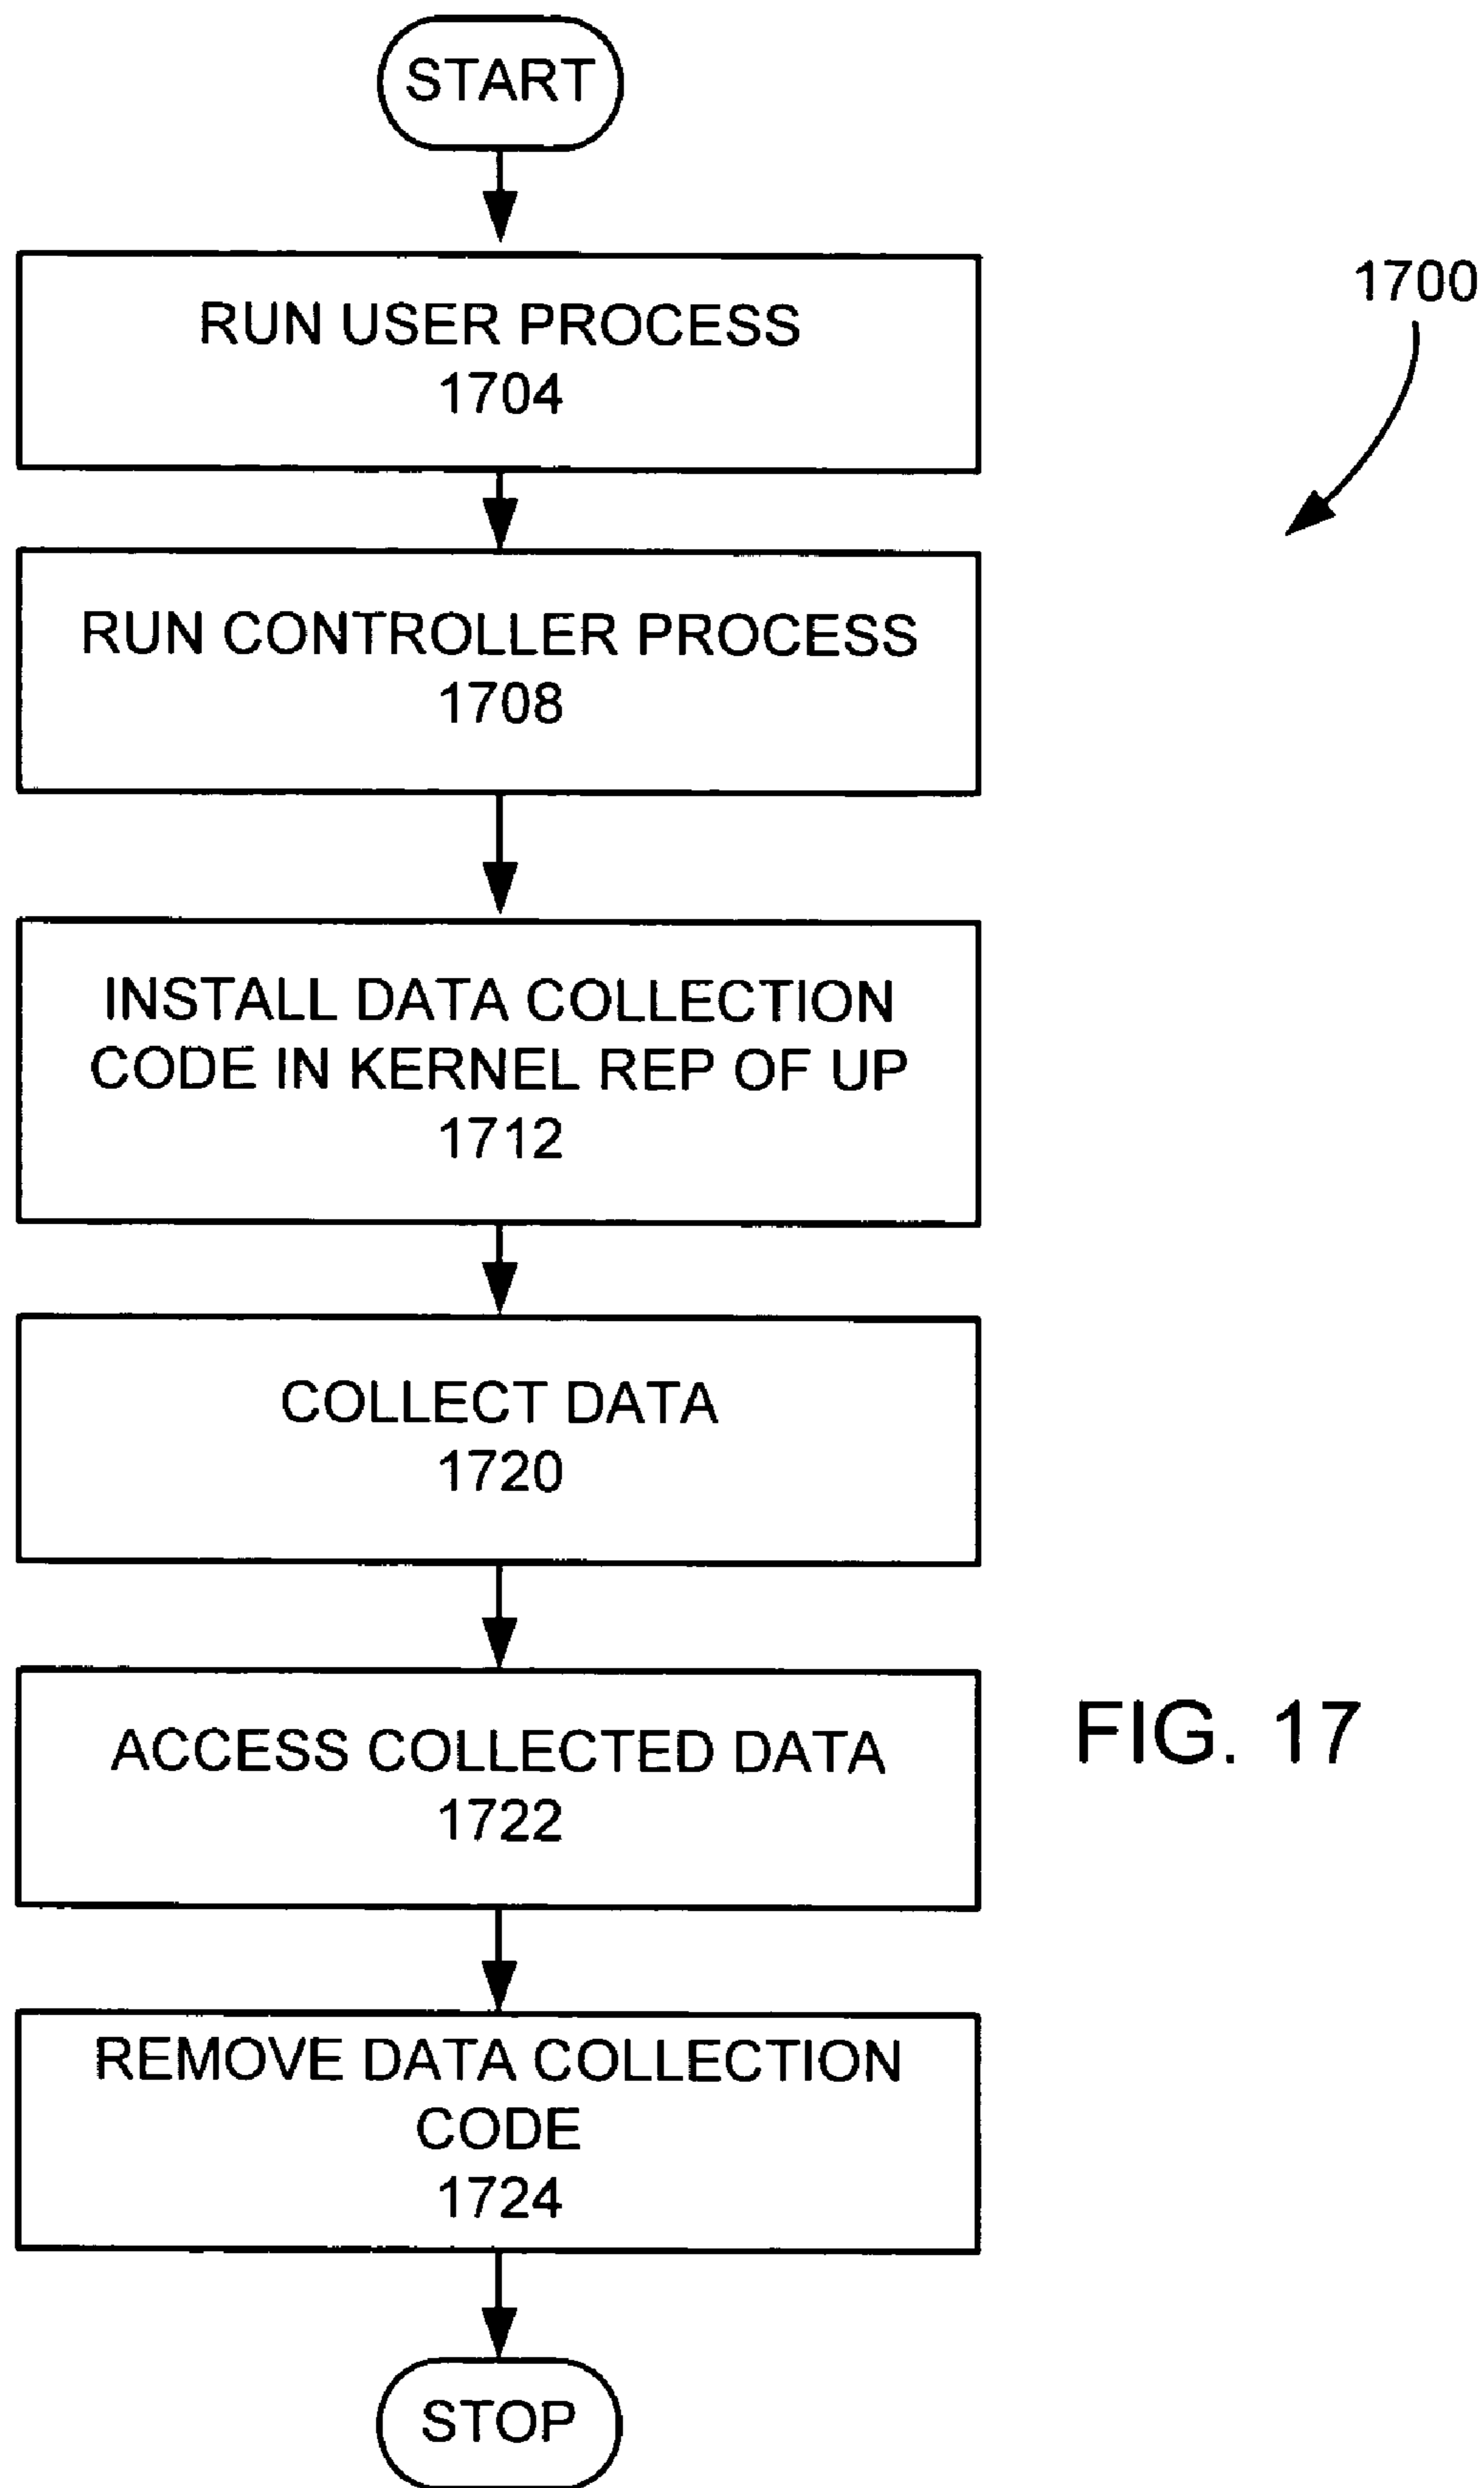 START
RUN USER PROCESS
1704
1700
RUN CONTROLLER PROCESS
1708
INSTALL DATA COLLECTION
CODE IN KERNEL REP OF UP
1712
COLLECT DATA
1720
ACCESS COLLECTED DATA
1722
FIG. 17
REMOVE DATA COLLECTION
CODE
1724
STOP